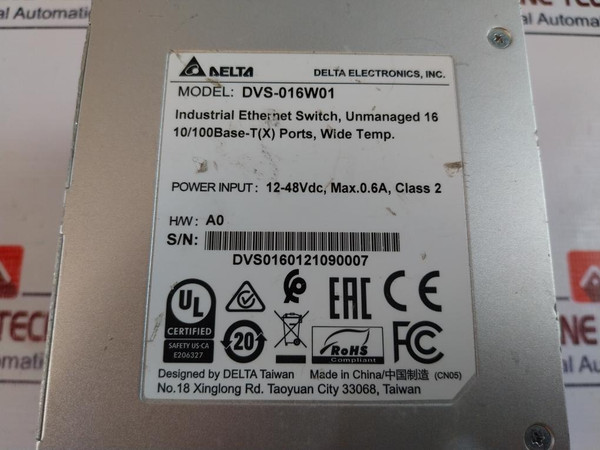 DELTA DELTA ELECTRONICS, INC.
MODEL: DVS-016W01
Industrial Ethernet Switch, Unmanaged 16
10/100Base-T(X) Ports, Wide Temp.
POWER INPUT: 12-48Vdc, Max.0.6A, Class 2
H/W: A0
S/N:
DVS0160121090007
UL
CERTIFIED
SAFETY US-CA
E206327
EAC CE
20
RoHS
Compliant
FC
Designed by DELTA Taiwan Made in China/中国制造 (CN05)
No.18 Xinglong Rd. Taoyuan City 33068, Taiwan